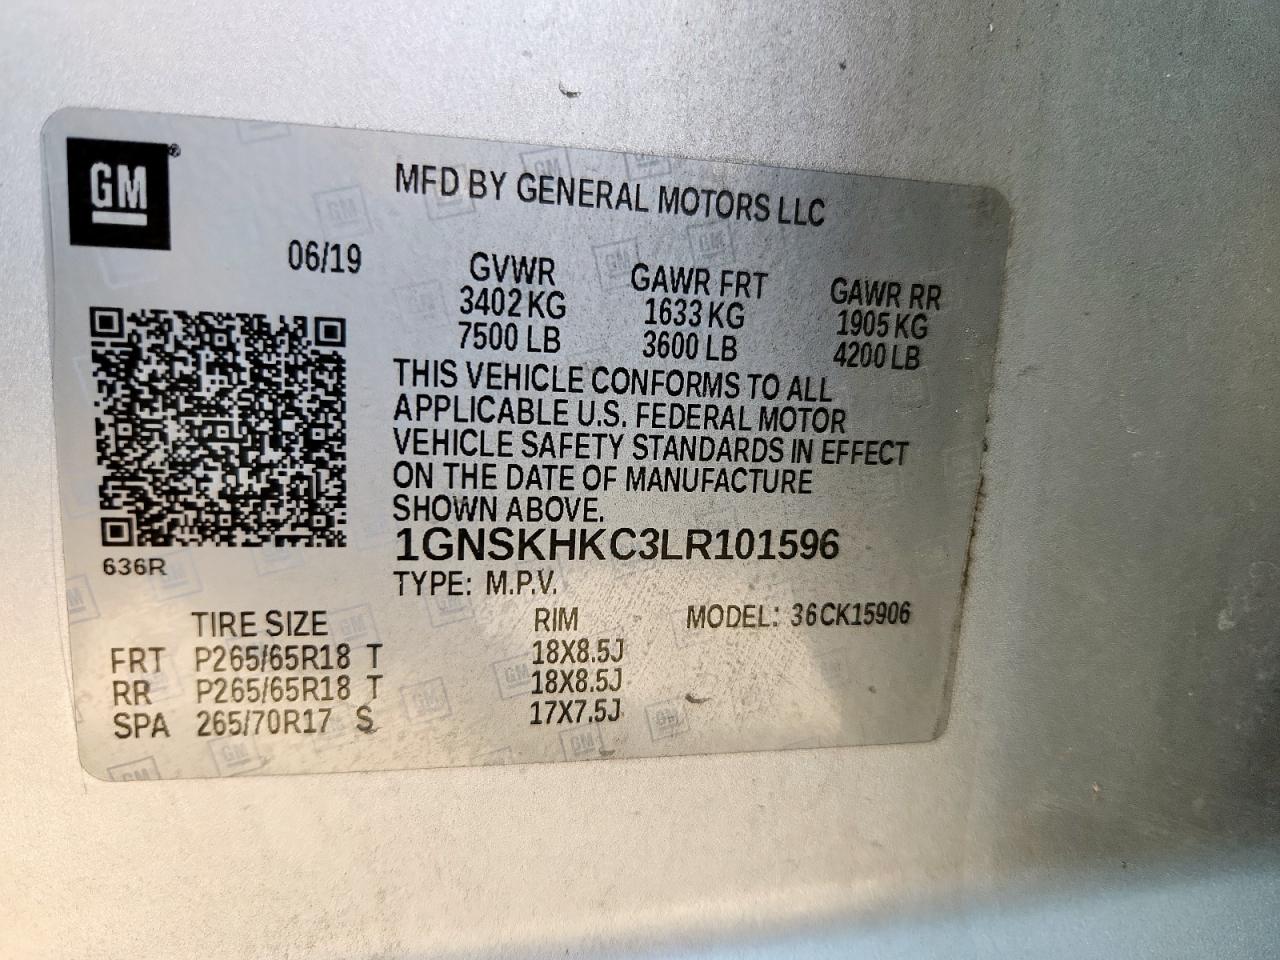 GM®
MFD BY GENERAL MOTORS LLC
06/19
GVWR GAWR FRT GAWR RR
3402 KG 1633 KG 1905 KG
7500 LB 3600 LB 4200 LB
THIS VEHICLE CONFORMS TO ALL
APPLICABLE U.S. FEDERAL MOTOR
VEHICLE SAFETY STANDARDS IN EFFECT
ON THE DATE OF MANUFACTURE
SHOWN ABOVE.
1GNSKHKC3LR101596
636R
TYPE: M.P.V.
TIRE SIZE RIM MODEL: 36CK15906
FRT P265/65R18 T 18X8.5J
RR P265/65R18 T 18X8.5J
SPA 265/70R17 S 17X7.5J